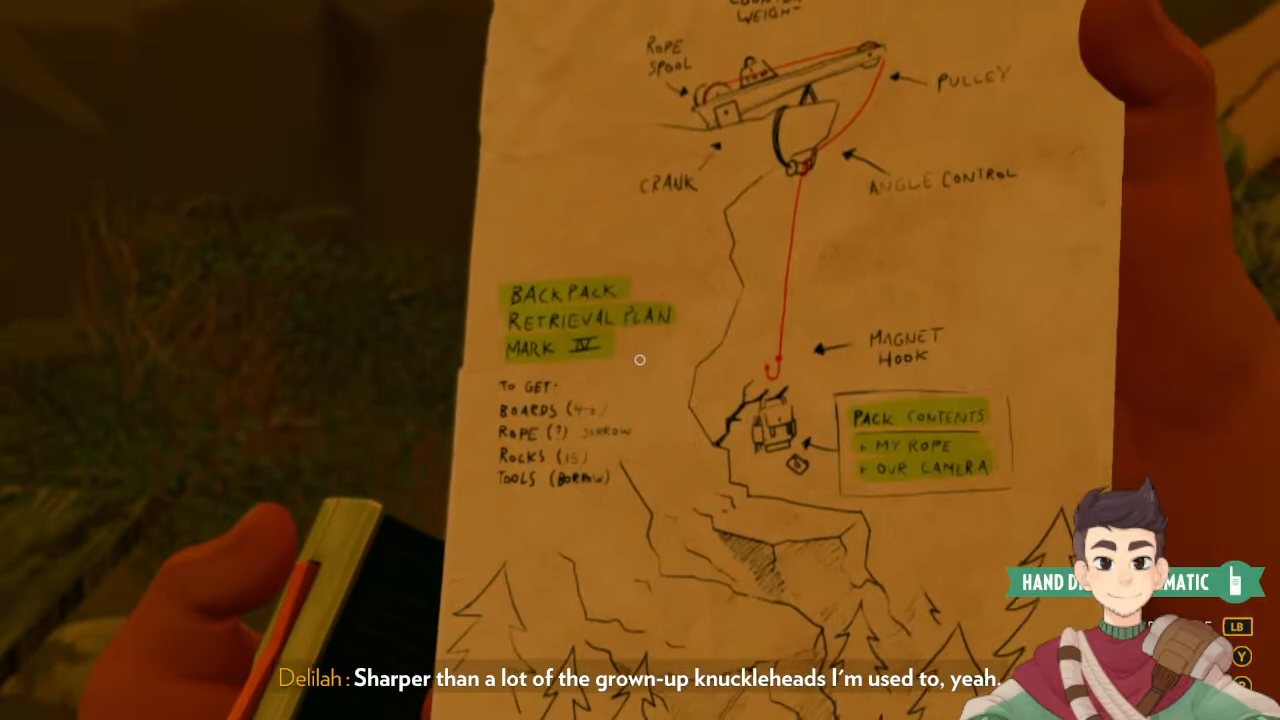 WEIGHT
ROPE
SPOOL
PULLEY
CRANK
ANGLE CONTROL
BACKPACK
RETRIEVAL PLAN
MARK IV
MAGNET
HOOK
TO GET:
BOARDS
ROPE (?) BORROW
ROCKS (15)
TOOLS (BORROW)
PACK CONTENTS
+ MY ROPE
+ OUR CAMERA
HAND MATIC
LB
Y
Delilah : Sharper than a lot of the grown-up knuckleheads I'm used to, yeah.